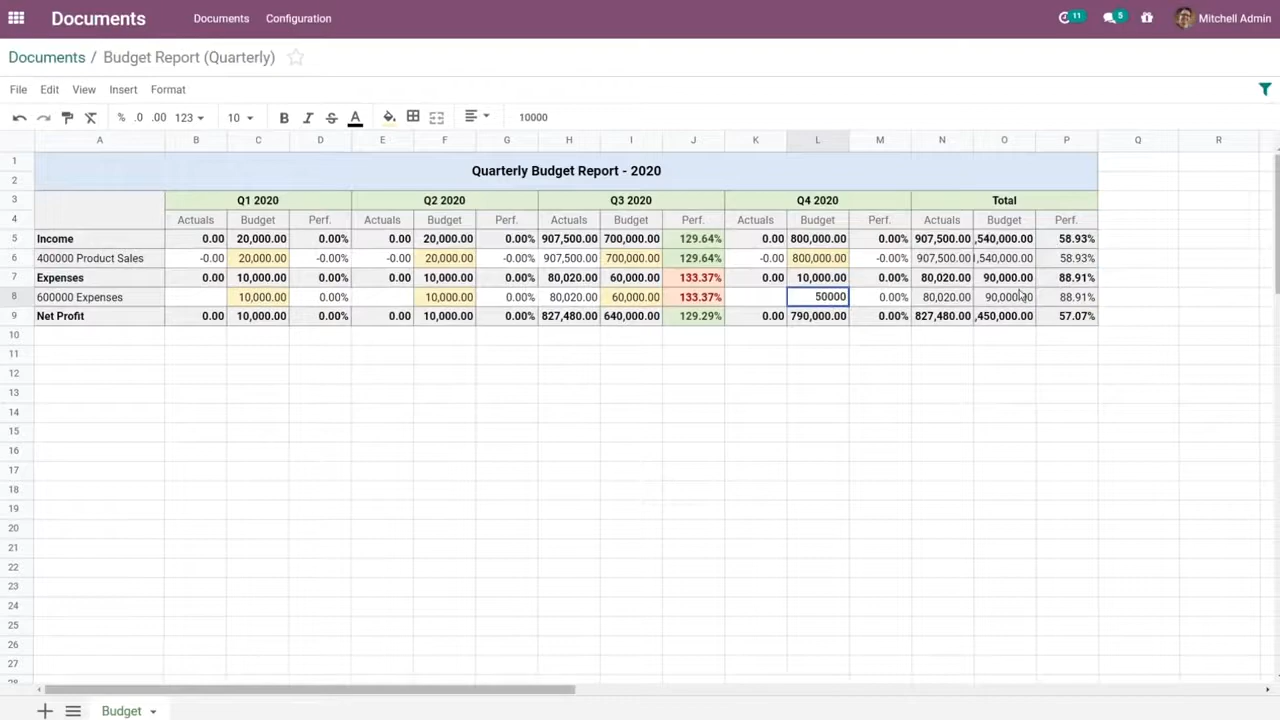 Documents Documents Configuration 11 5 Mitchell Admin
Documents / Budget Report (Quarterly)
File Edit View Insert Format
% .0 .00 123 10 B I S A 10000
A B C D E F G H I J K L M N O P Q R
1
2 Quarterly Budget Report - 2020
3 Q1 2020 Q2 2020 Q3 2020 Q4 2020 Total
4 Actuals Budget Perf. Actuals Budget Perf. Actuals Budget Perf. Actuals Budget Perf. Actuals Budget Perf.
5 Income 0.00 20,000.00 0.00% 0.00 20,000.00 0.00% 907,500.00 700,000.00 129.64% 0.00 800,000.00 0.00% 907,500.00 ,540,000.00 58.93%
6 400000 Product Sales -0.00 20,000.00 -0.00% -0.00 20,000.00 -0.00% 907,500.00 700,000.00 129.64% -0.00 800,000.00 -0.00% 907,500.00 ,540,000.00 58.93%
7 Expenses 0.00 10,000.00 0.00% 0.00 10,000.00 0.00% 80,020.00 60,000.00 133.37% 0.00 10,000.00 0.00% 80,020.00 90,000.00 88.91%
8 600000 Expenses 10,000.00 0.00% 10,000.00 0.00% 80,020.00 60,000.00 133.37% 50000 0.00% 80,020.00 90,000.00 88.91%
9 Net Profit 0.00 10,000.00 0.00% 0.00 10,000.00 0.00% 827,480.00 640,000.00 129.29% 0.00 790,000.00 0.00% 827,480.00 ,450,000.00 57.07%
10
11
12
13
14
15
16
17
18
19
20
21
22
23
24
25
26
27
28
Budget